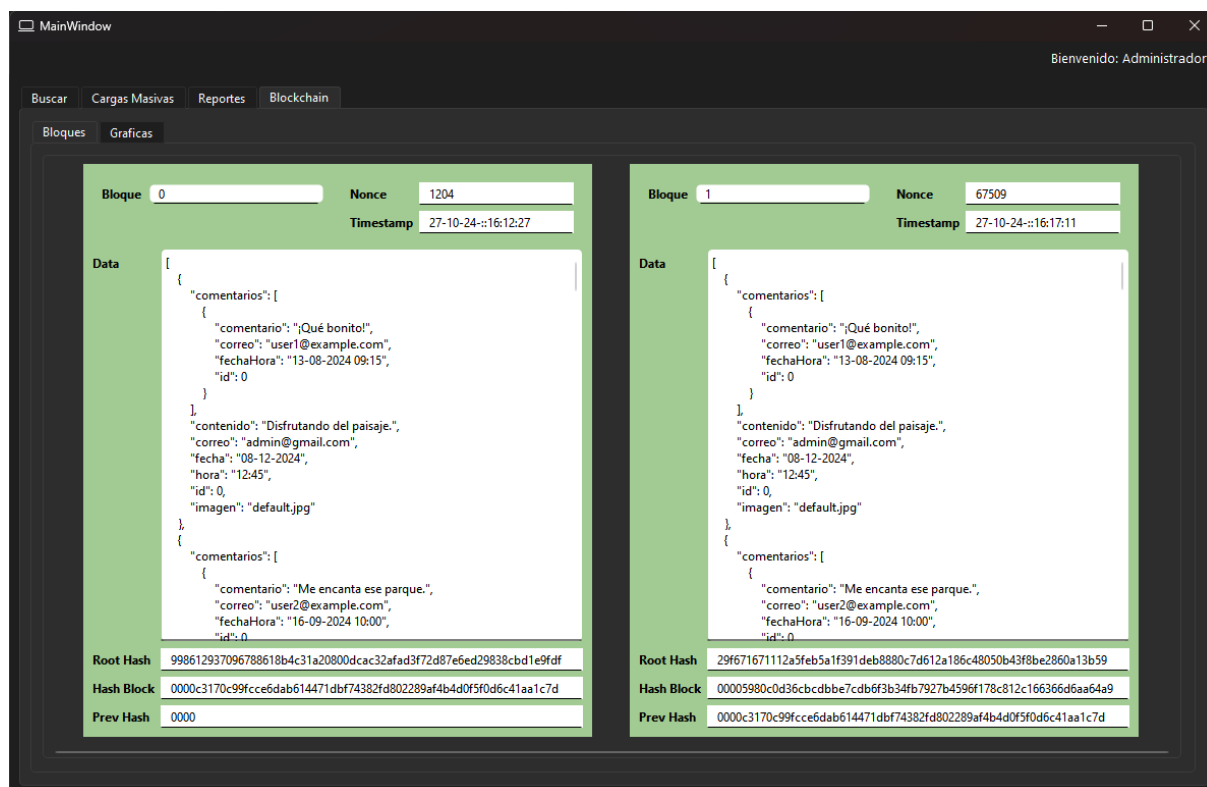 MainWindow
Bienvenido: Administrador
Buscar Cargas Masivas Reportes Blockchain
Bloques Graficas
Bloque 0 Nonce 1204
Timestamp 27-10-24-::16:12:27
Data
[
{
"comentarios": [
{
"comentario": "¡Qué bonito!",
"correo": "user1@example.com",
"fechaHora": "13-08-2024 09:15",
"id": 0
}
],
"contenido": "Disfrutando del paisaje.",
"correo": "admin@gmail.com",
"fecha": "08-12-2024",
"hora": "12:45",
"id": 0,
"imagen": "default.jpg"
},
{
"comentarios": [
{
"comentario": "Me encanta ese parque.",
"correo": "user2@example.com",
"fechaHora": "16-09-2024 10:00",
"id": 0
Root Hash 998612937096788618b4c31a20800dcac32afad3f72d87e6ed29838cbd1e9fdf
Hash Block 0000c3170c99fcce6dab614471dbf74382fd802289af4b4d0f5f0d6c41aa1c7d
Prev Hash 0000
Bloque 1 Nonce 67509
Timestamp 27-10-24-::16:17:11
Data
[
{
"comentarios": [
{
"comentario": "¡Qué bonito!",
"correo": "user1@example.com",
"fechaHora": "13-08-2024 09:15",
"id": 0
}
],
"contenido": "Disfrutando del paisaje.",
"correo": "admin@gmail.com",
"fecha": "08-12-2024",
"hora": "12:45",
"id": 0,
"imagen": "default.jpg"
},
{
"comentarios": [
{
"comentario": "Me encanta ese parque.",
"correo": "user2@example.com",
"fechaHora": "16-09-2024 10:00",
"id": 0
Root Hash 29f671671112a5feb5a1f391deb8880c7d612a186c48050b43f8be2860a13b59
Hash Block 00005980c0d36cbcdbbe7cdb6f3b34fb7927b4596f178c812c166366d6aa64a9
Prev Hash 0000c3170c99fcce6dab614471dbf74382fd802289af4b4d0f5f0d6c41aa1c7d